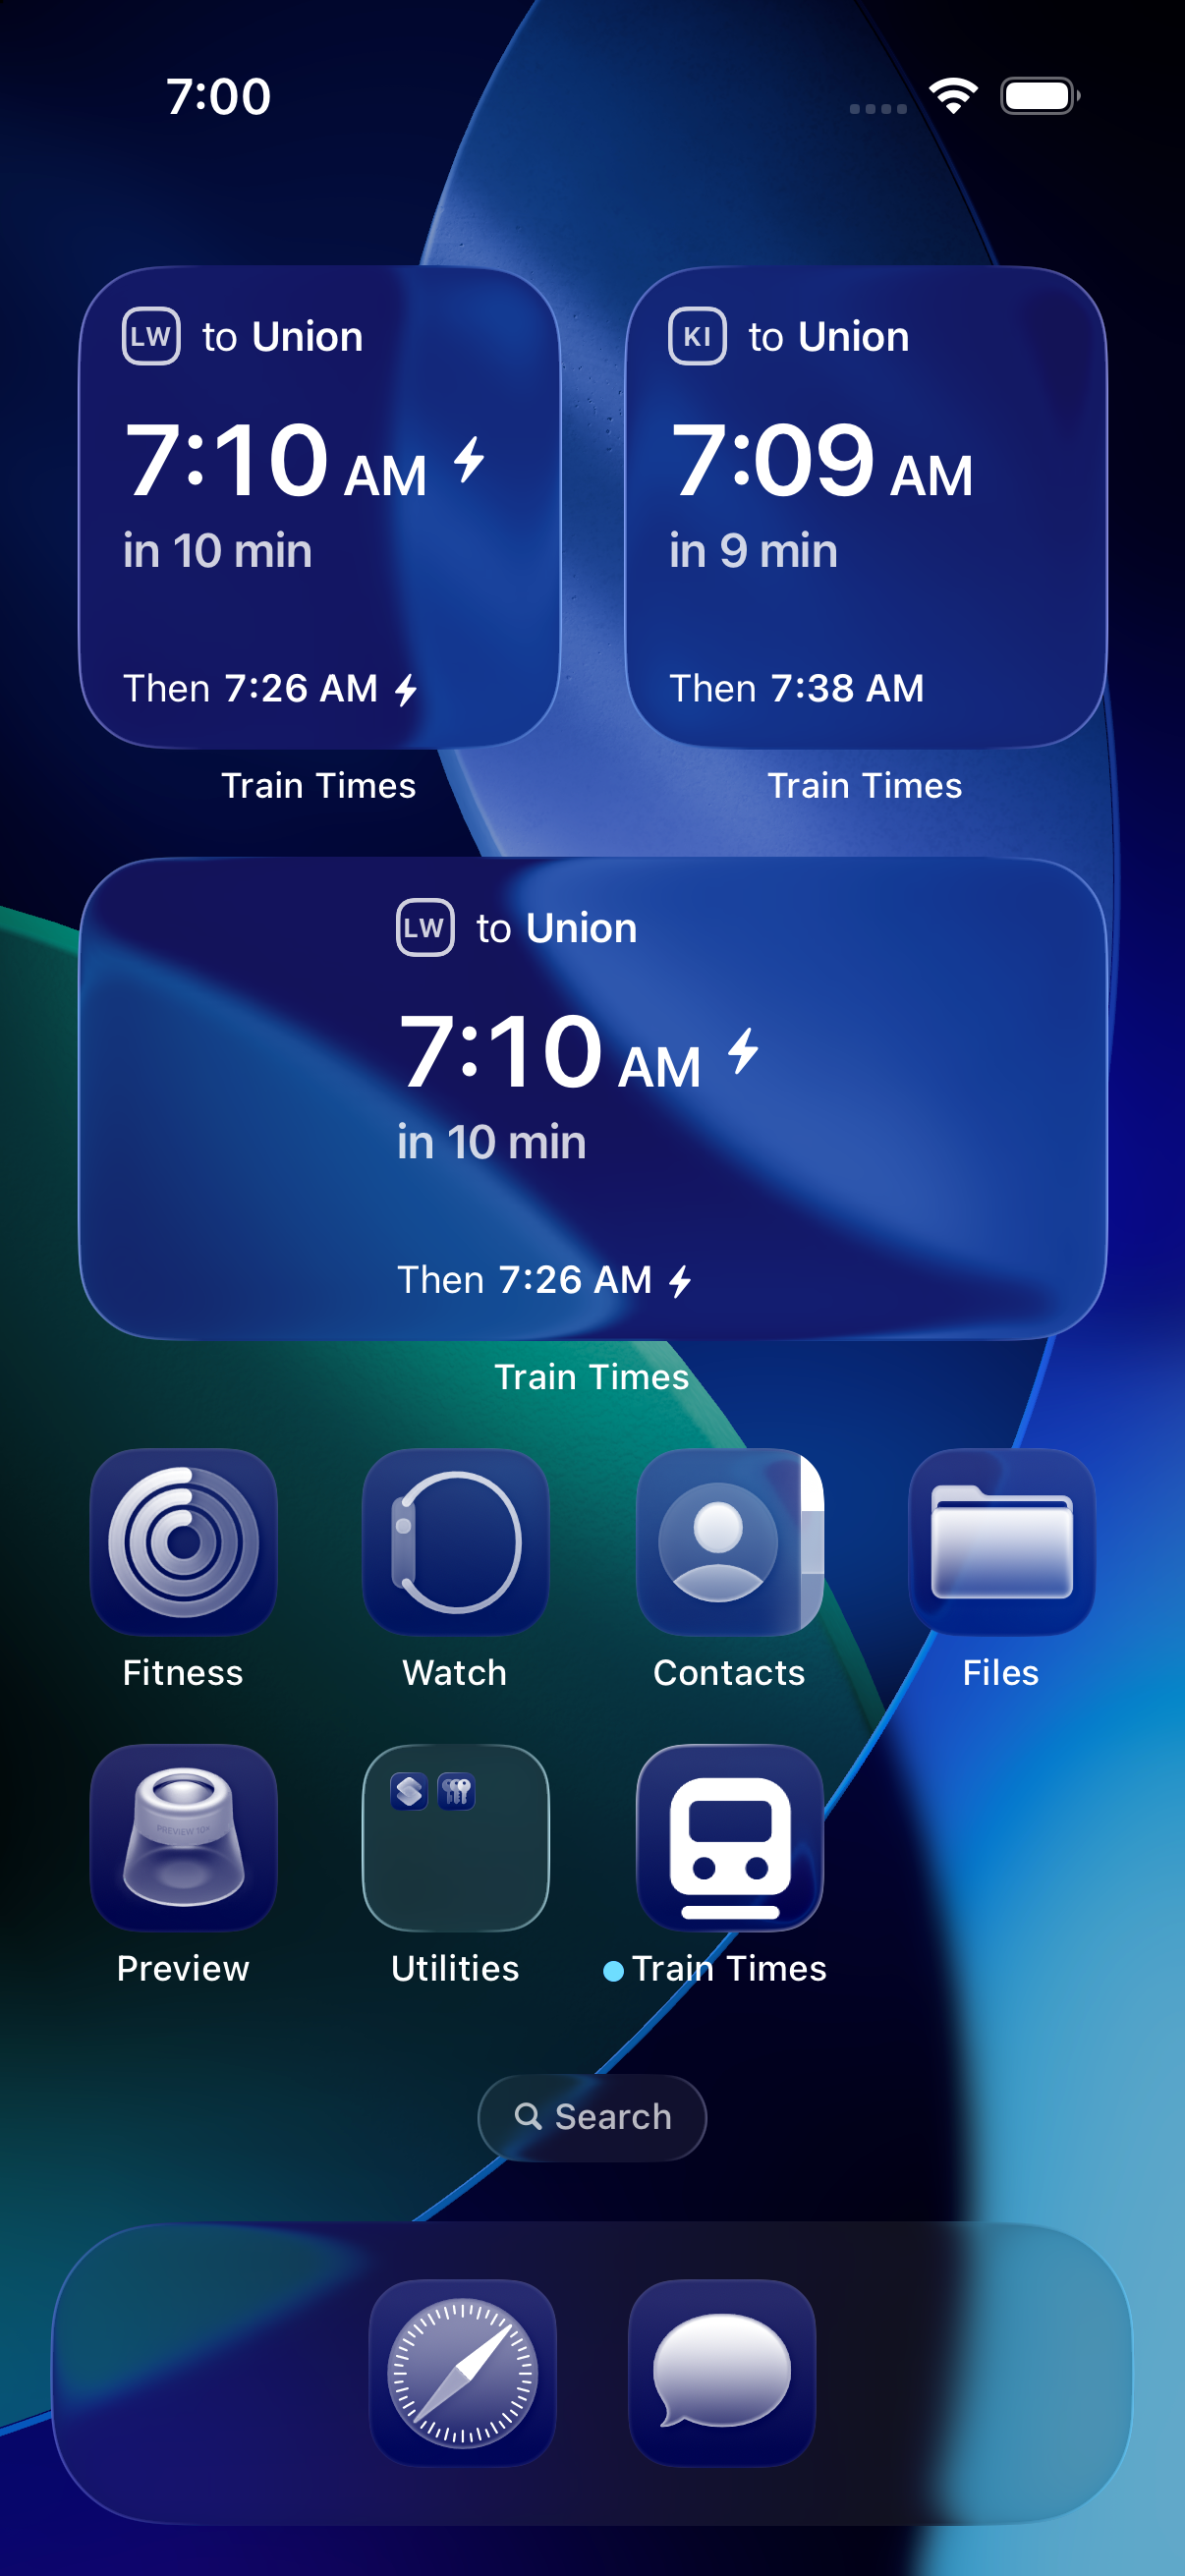 7:00
LW to Union
7:10 AM
in 10 min
Then 7:26 AM
Train Times
KI to Union
7:09 AM
in 9 min
Then 7:38 AM
Train Times
LW to Union
7:10 AM
in 10 min
Then 7:26 AM
Train Times
Fitness
Watch
Contacts
Files
PREVIEW 10×
Preview
Utilities
Train Times
Search